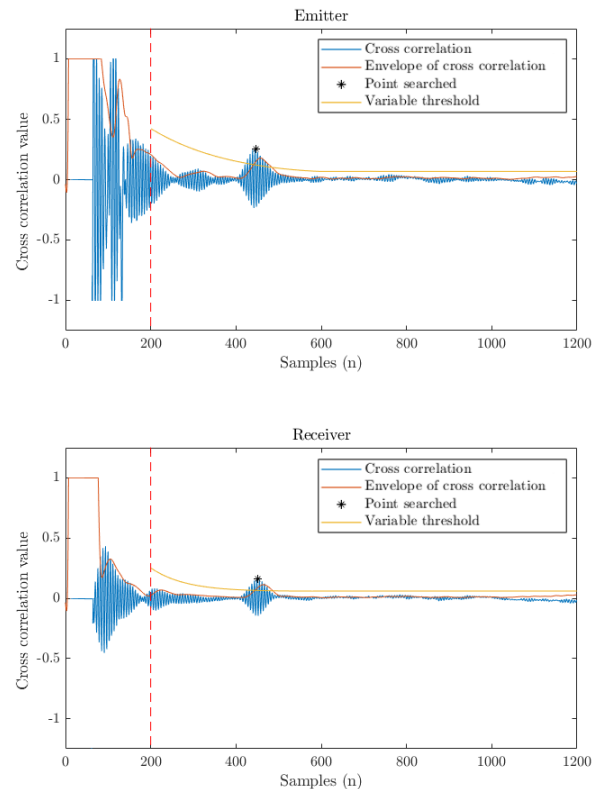 Emitter
Cross correlation
Envelope of cross correlation
Point searched
Variable threshold
1
0.5
0
-0.5
-1
Cross correlation value
0 200 400 600 800 1000 1200
Samples (n)
Receiver
Cross correlation
Envelope of cross correlation
Point searched
Variable threshold
1
0.5
0
-0.5
-1
Cross correlation value
0 200 400 600 800 1000 1200
Samples (n)